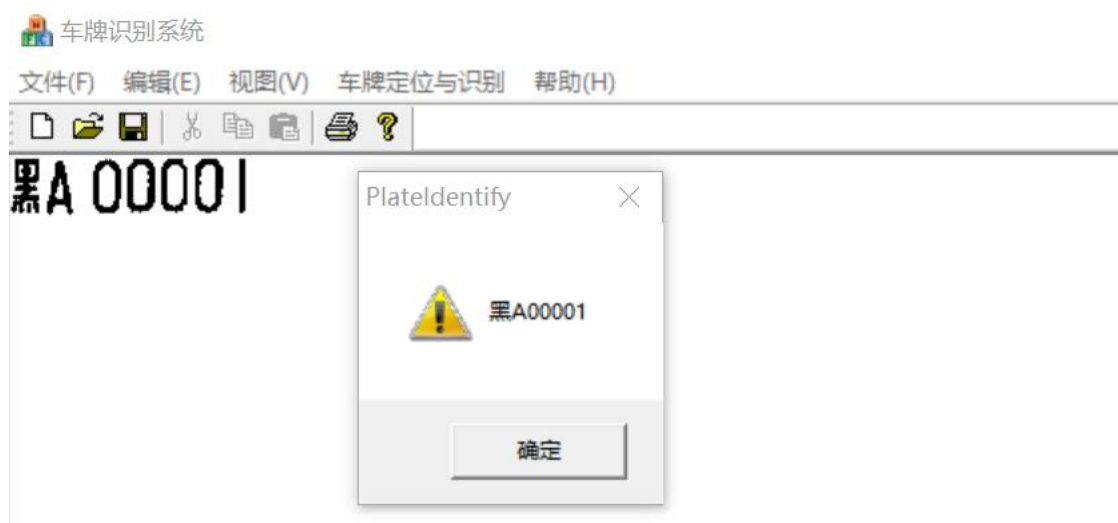 车牌识别系统
文件(F) 编辑(E) 视图(V) 车牌定位与识别 帮助(H)
黑A 00001
PlateIdentify
黑A00001
确定